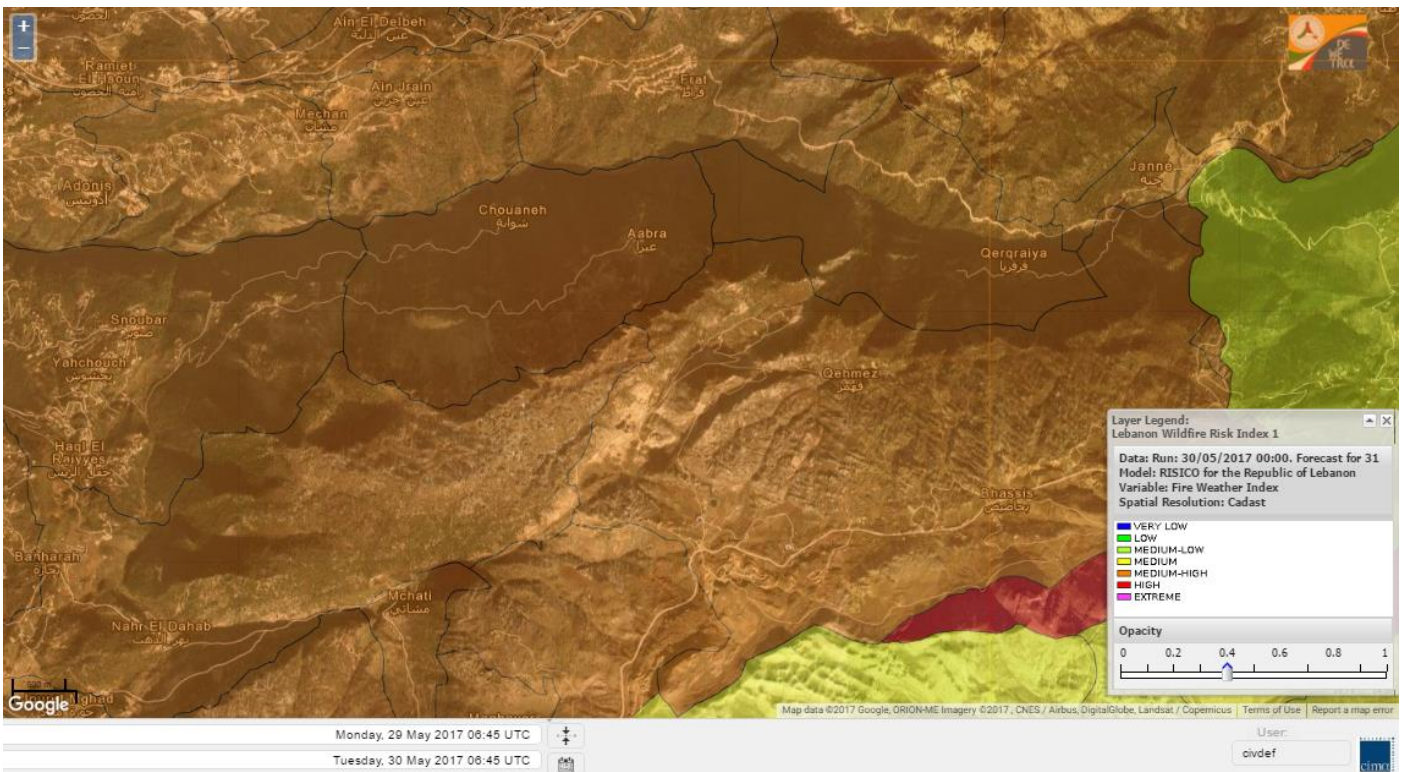 +
−
Ain El Delbeh
عين الدلبة
Ramiet
El Hsoun
رامية الحصون
Ain Jrain
عين جرين
Mechan
مشان
Frat
فراط
Janne
جنة
Adonis
أدونيس
Chouaneh
شوانة
Aabra
عبرا
Qerqraiya
قرقريا
Snoubar
صنوبر
Yahchouch
يحشوش
Qehmez
قهمز
Haql El
Raiyyes
حقل الريس
Bhassis
بحاصيص
Banharah
Mchati
مشاتي
Nahr El Dahab
نهر الذهب
Google
DE
WE
TRA
Layer Legend:
Lebanon Wildfire Risk Index 1
Data: Run: 30/05/2017 00:00. Forecast for 31
Model: RISICO for the Republic of Lebanon
Variable: Fire Weather Index
Spatial Resolution: Cadast
VERY LOW
LOW
MEDIUM-LOW
MEDIUM
MEDIUM-HIGH
HIGH
EXTREME
Opacity
0 0.2 0.4 0.6 0.8 1
Map data ©2017 Google, ORION-ME Imagery ©2017 , CNES / Airbus, DigitalGlobe, Landsat / Copernicus
Terms of Use
Report a map error
Monday, 29 May 2017 06:45 UTC
Tuesday, 30 May 2017 06:45 UTC
User:
civdef
cima